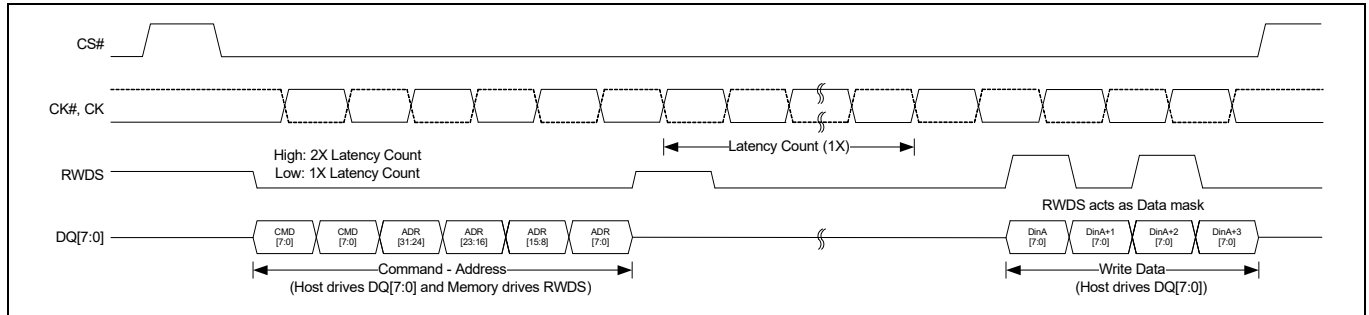 CS#
CK#, CK
Latency Count (1X)
High: 2X Latency Count
Low: 1X Latency Count
RWDS
RWDS acts as Data mask
DQ[7:0]
CMD [7:0]
CMD [7:0]
ADR [31:24]
ADR [23:16]
ADR [15:8]
ADR [7:0]
DinA [7:0]
DinA+1 [7:0]
DinA+2 [7:0]
DinA+3 [7:0]
Command - Address
(Host drives DQ[7:0] and Memory drives RWDS)
Write Data
(Host drives DQ[7:0])